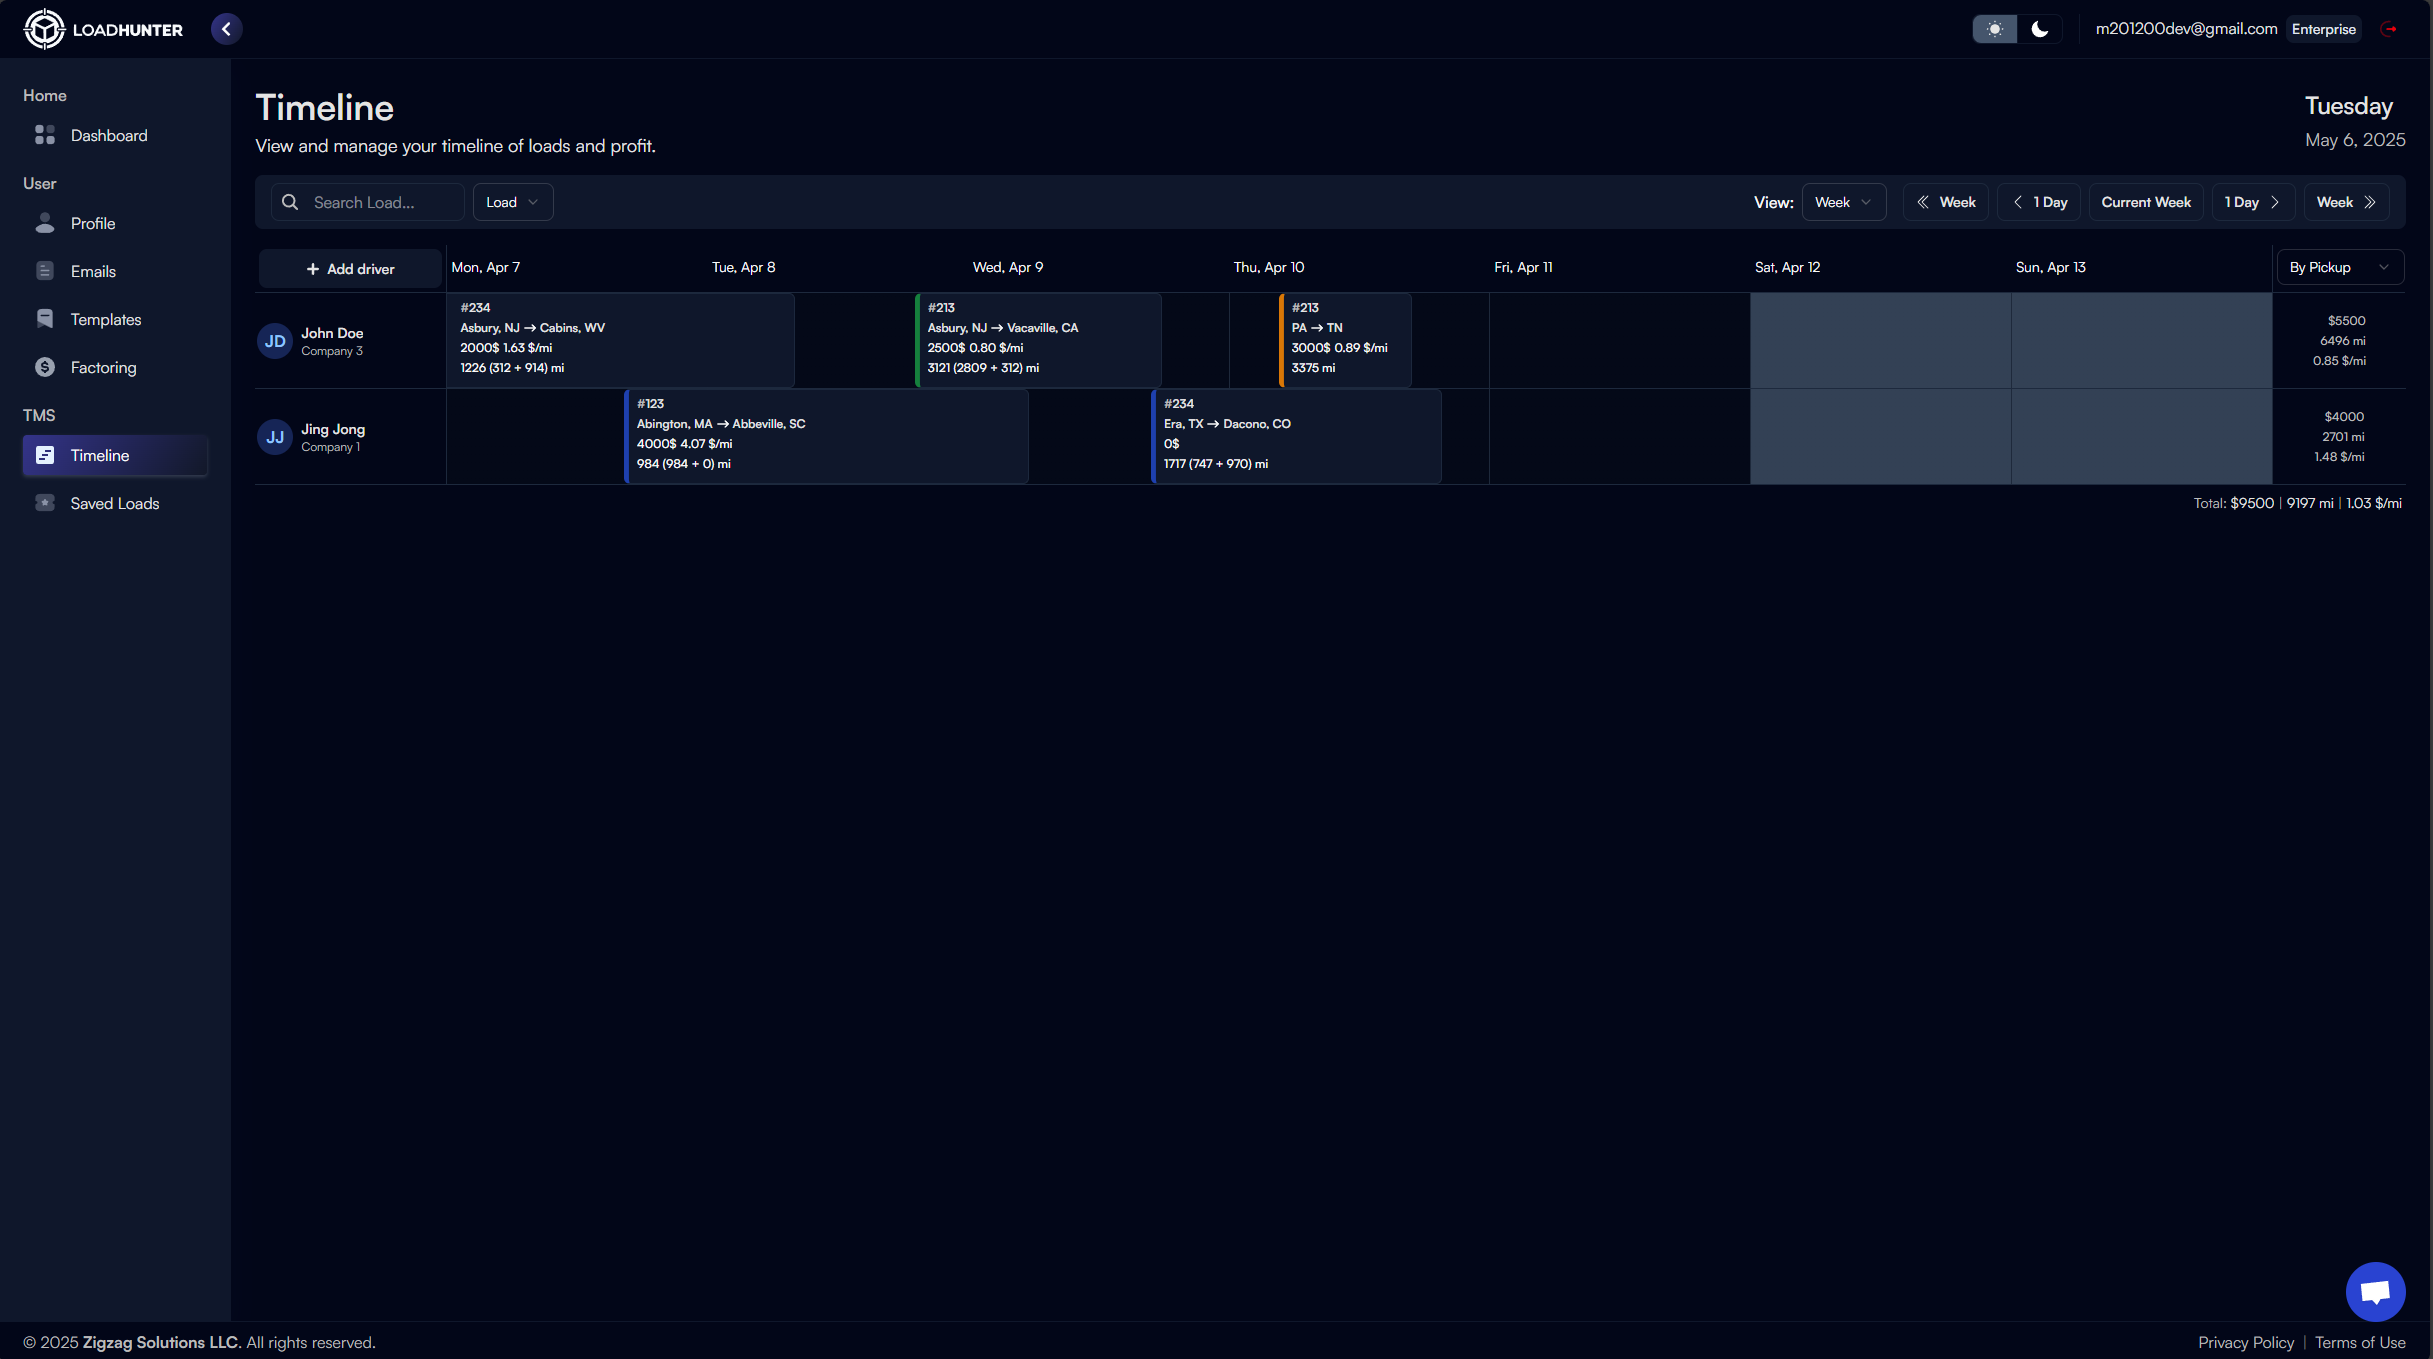 LOADHUNTER
m201200dev@gmail.com Enterprise
Home
Dashboard
User
Profile
Emails
Templates
Factoring
TMS
Timeline
Saved Loads
Timeline
View and manage your timeline of loads and profit.
Tuesday
May 6, 2025
Search Load...
Load
View:
Week
Week
1 Day
Current Week
1 Day
Week
+ Add driver
Mon, Apr 7
Tue, Apr 8
Wed, Apr 9
Thu, Apr 10
Fri, Apr 11
Sat, Apr 12
Sun, Apr 13
By Pickup
JD
John Doe
Company 3
#234
Asbury, NJ → Cabins, WV
2000$ 1.63 $/mi
1226 (312 + 914) mi
#213
Asbury, NJ → Vacaville, CA
2500$ 0.80 $/mi
3121 (2809 + 312) mi
#213
PA → TN
3000$ 0.89 $/mi
3375 mi
$5500
6496 mi
0.85 $/mi
JJ
Jing Jong
Company 1
#123
Abington, MA → Abbeville, SC
4000$ 4.07 $/mi
984 (984 + 0) mi
#234
Era, TX → Dacono, CO
0$
1717 (747 + 970) mi
$4000
2701 mi
1.48 $/mi
Total: $9500 | 9197 mi | 1.03 $/mi
© 2025 Zigzag Solutions LLC. All rights reserved.
Privacy Policy | Terms of Use